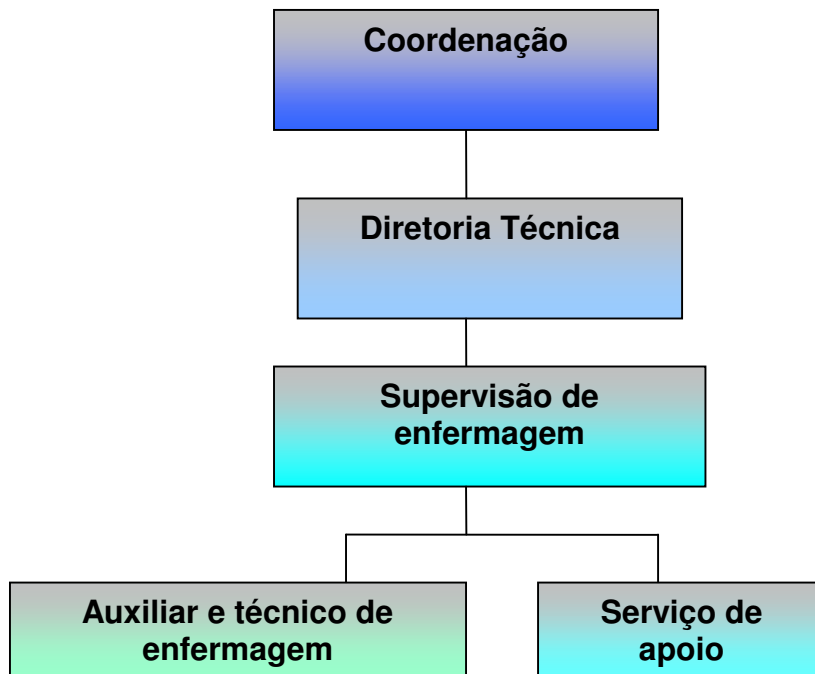 Coordenação
Diretoria Técnica
Supervisão de
enfermagem
Auxiliar e técnico de
enfermagem
Serviço de
apoio